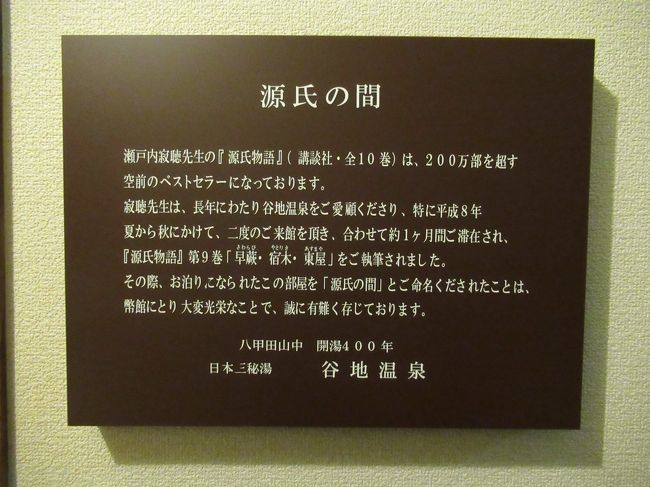 源氏の間
瀬戸内寂聴先生の『源氏物語』(講談社・全10巻)は、200万部を超す
空前のベストセラーになっております。
寂聴先生は、長年にわたり谷地温泉をご愛顧くださり、特に平成8年
夏から秋にかけて、二度のご来館を頂き、合わせて約1ヶ月間ご滞在され、
さわらび やどりぎ あずまや
『源氏物語』第9巻「早蕨・宿木・東屋」をご執筆されました。
その際、お泊りになられたこの部屋を「源氏の間」とご命名くだされたことは、
幣館にとり大変光栄なことで、誠に有難く存じております。
八甲田山中 開湯400年
日本三秘湯 谷地温泉